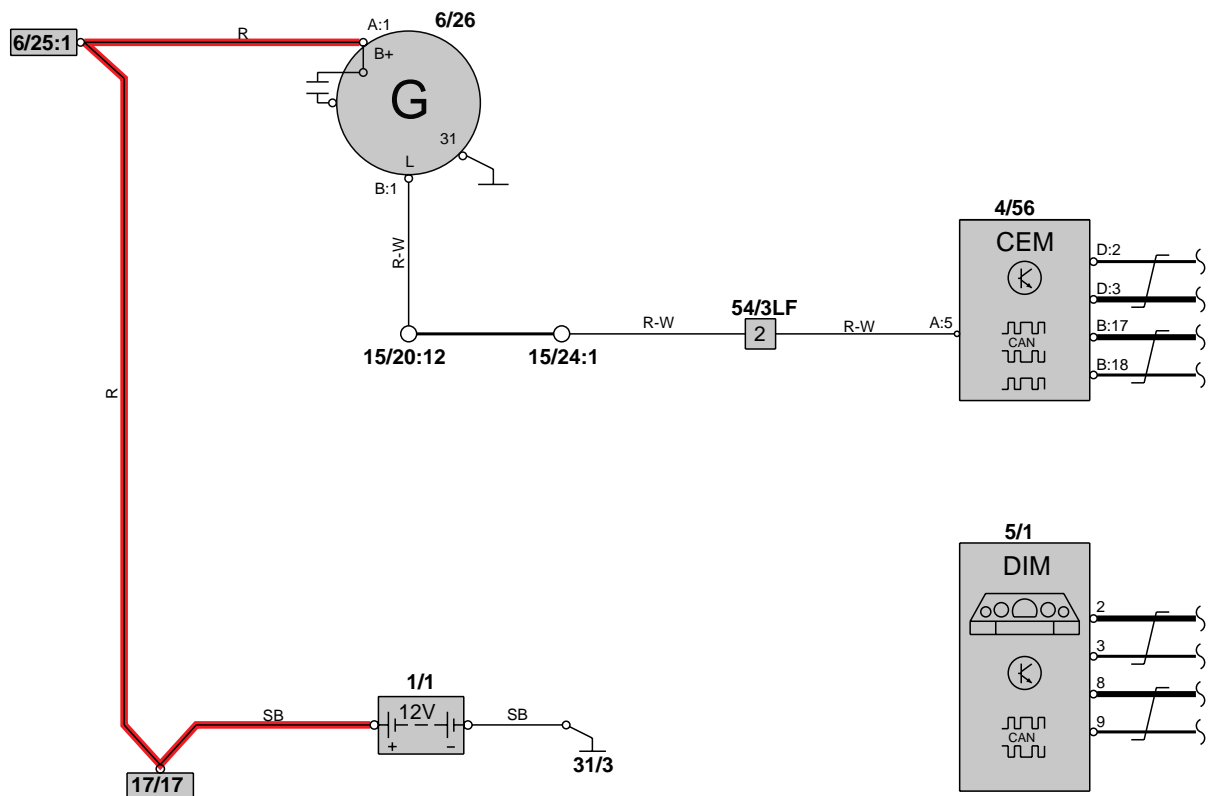 6/25:1
R
A:1
6/26
B+
G
31
L
B:1
R-W
15/20:12
15/24:1
R-W
54/3LF
2
R-W
A:5
4/56
CEM
CAN
D:2
D:3
B:17
B:18
R
5/1
DIM
CAN
2
3
8
9
1/1
12V
+
−
SB
SB
31/3
17/17